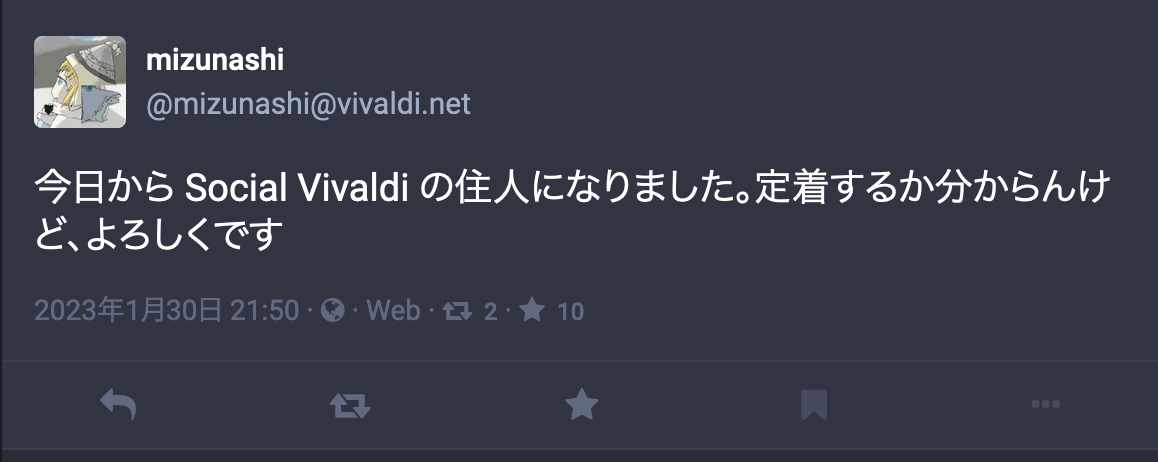 mizunashi
@mizunashi@vivaldi.net
今日から Social Vivaldi の住人になりました。定着するか分からんけ
ど、よろしくです
2023年1月30日 21:50 · Web · 2 · 10